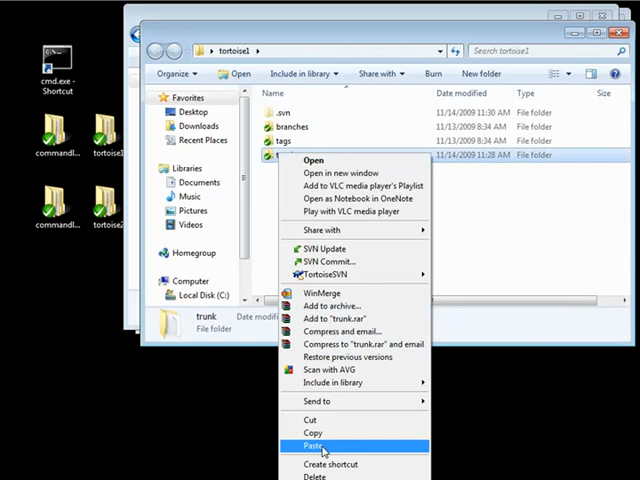 cmd.exe -
Shortcut
commandl...
tortoise1
commandl...
tortoise2
tortoise1
Search tortoise1
Organize
Open
Include in library
Share with
Burn
New folder
Favorites
Desktop
Downloads
Recent Places
Libraries
Documents
Music
Pictures
Videos
Homegroup
Computer
Local Disk (C:)
Name
Date modified
Type
Size
.svn
11/14/2009 11:30 AM
File folder
branches
11/13/2009 8:34 AM
File folder
tags
11/13/2009 8:34 AM
File folder
11/14/2009 11:28 AM
File folder
Open
Open in new window
Add to VLC media player's Playlist
Open as Notebook in OneNote
Play with VLC media player
Share with
SVN Update
SVN Commit...
TortoiseSVN
WinMerge
Add to archive...
Add to "trunk.rar"
Compress and email...
Compress to "trunk.rar" and email
Restore previous versions
Scan with AVG
Include in library
Send to
Cut
Copy
Paste
Create shortcut
Delete
trunk
File folder